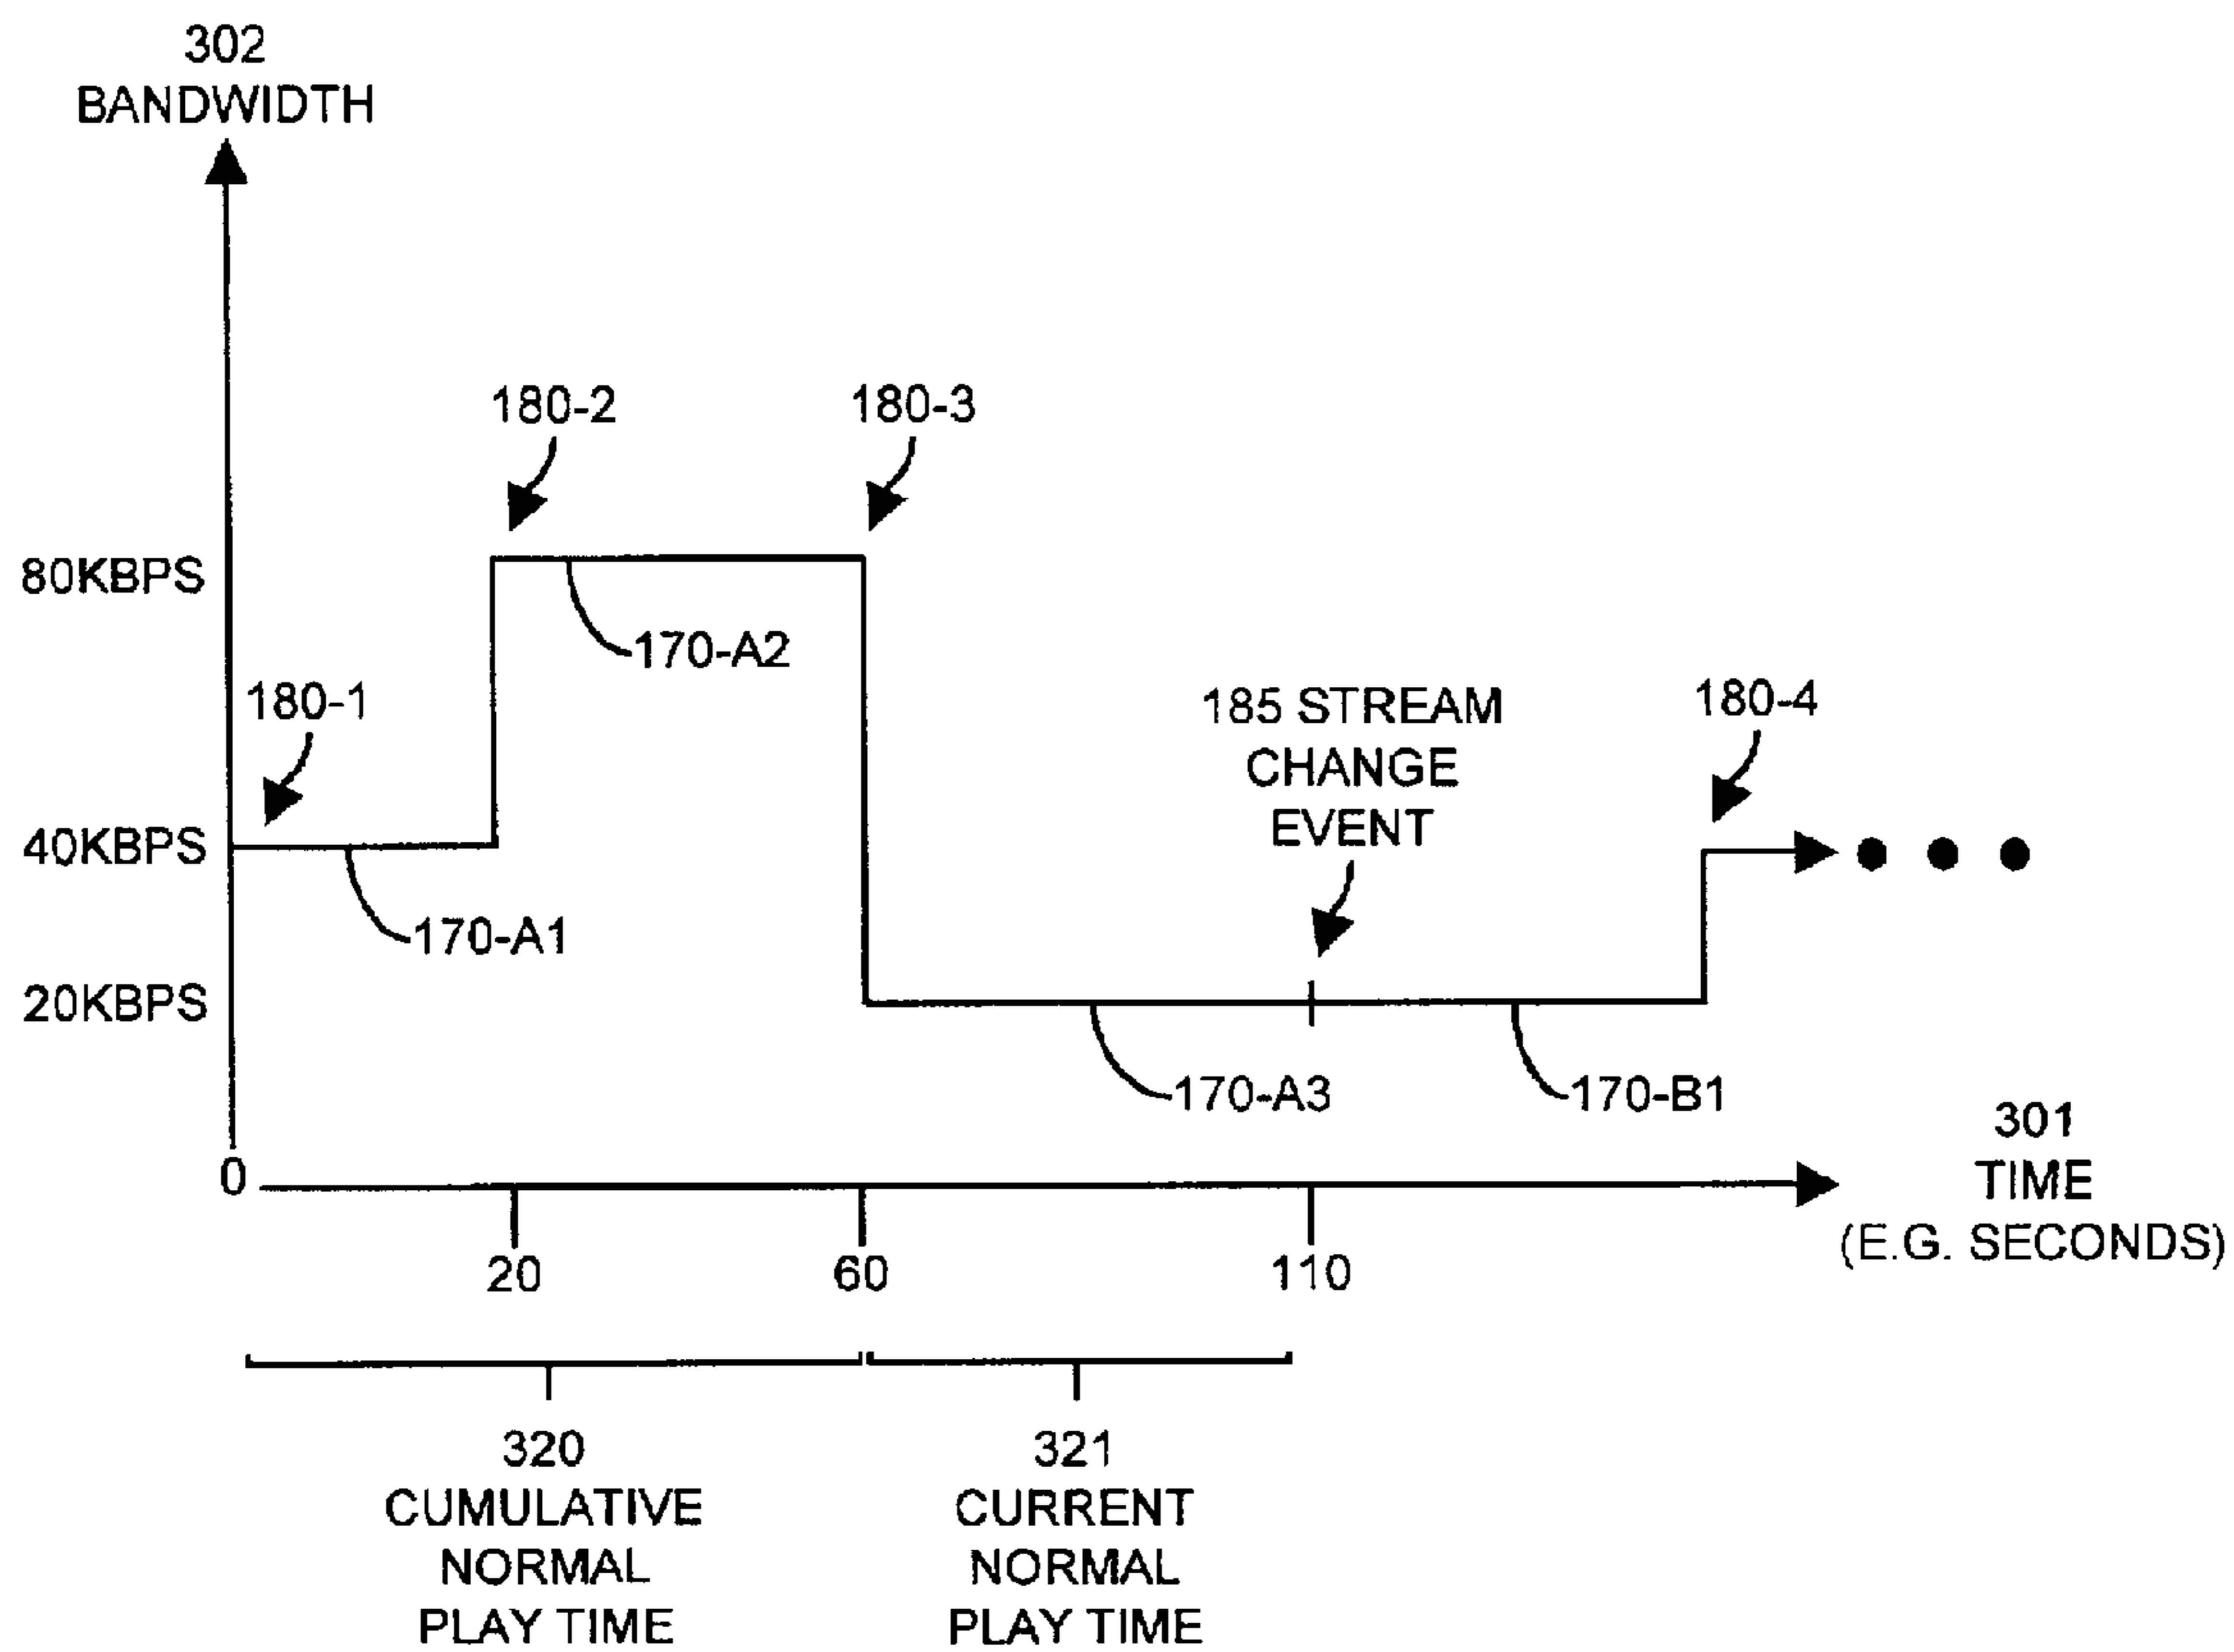 302
BANDWIDTH
180-2
180-3
80KBPS
170-A2
180-1
185 STREAM
CHANGE
EVENT
180-4
40KBPS
170-A1
20KBPS
170-A3
170-B1
0
301
TIME
(E.G. SECONDS)
20
60
110
320
CUMULATIVE
NORMAL
PLAY TIME
321
CURRENT
NORMAL
PLAY TIME